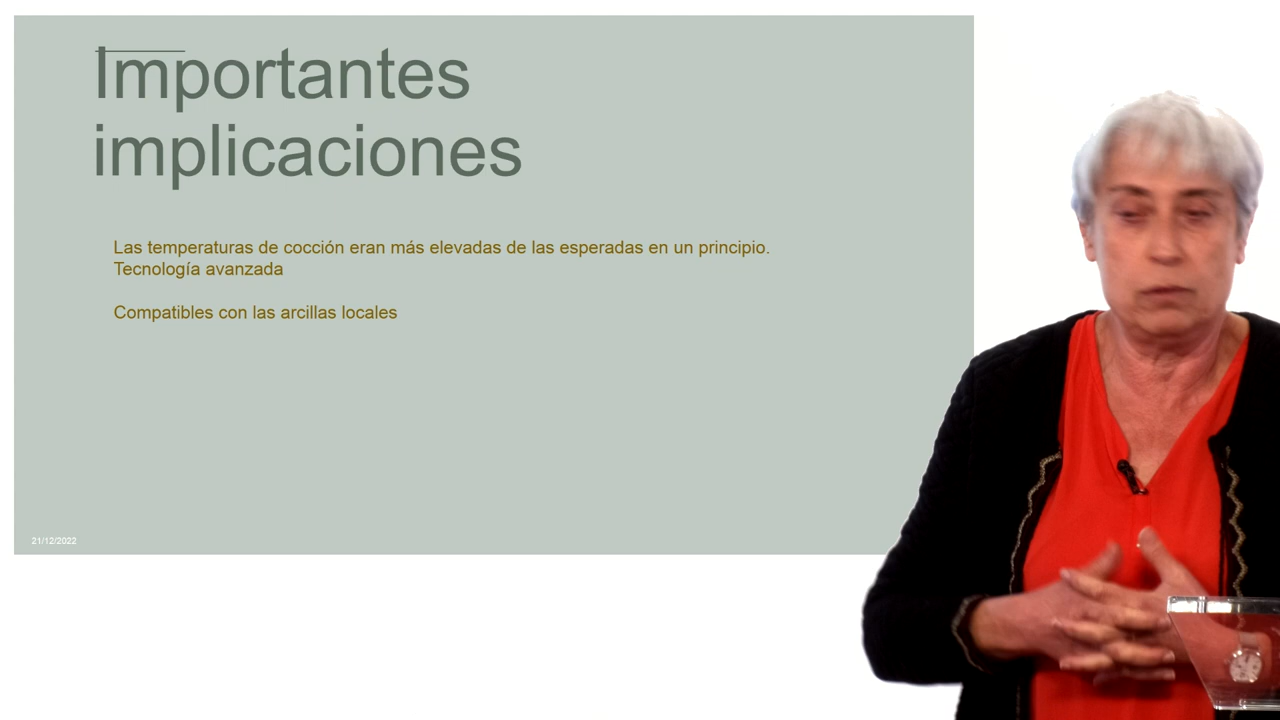 Importantes
implicaciones
Las temperaturas de cocción eran más elevadas de las esperadas en un principio.
Tecnología avanzada
Compatibles con las arcillas locales
21/12/2022